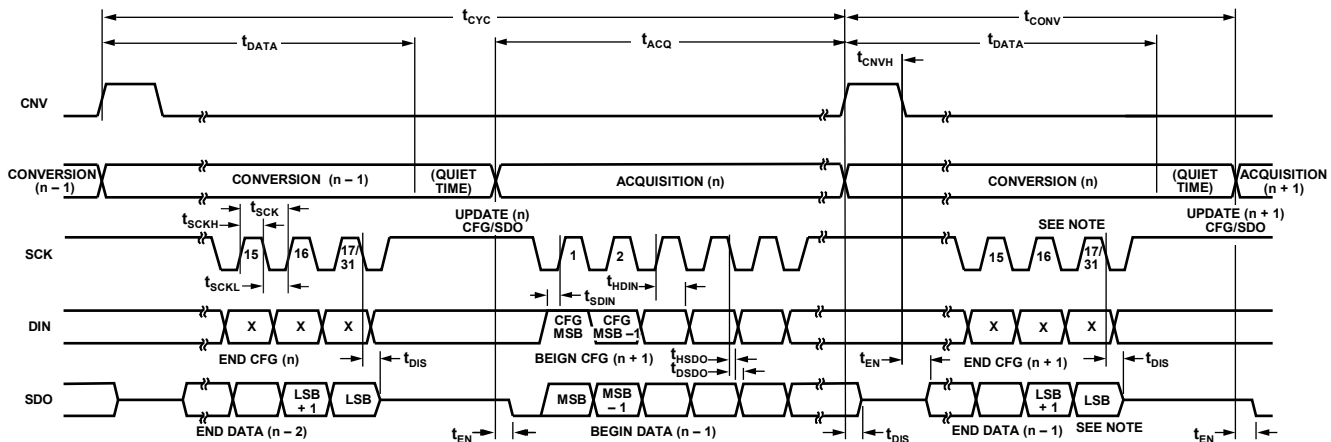 tCYC tCONV
tDATA tACQ tDATA
tCNVH
CNV
CONVERSION (n – 1) CONVERSION (n – 1) (QUIET TIME) ACQUISITION (n) CONVERSION (n) (QUIET TIME) ACQUISITION (n + 1)
tSCKH tSCK UPDATE (n) CFG/SDO SEE NOTE UPDATE (n + 1) CFG/SDO
SCK 15 16 17/31 1 2 15 16 17/31
tSCKL tHDIN
tSDIN
DIN X X X CFG MSB CFG MSB –1 X X X
END CFG (n) tDIS BEIGN CFG (n + 1) tHSDO tEN END CFG (n + 1) tDIS
tDSDO
SDO LSB + 1 LSB MSB MSB –1 LSB + 1 LSB
END DATA (n – 2) tEN BEGIN DATA (n – 1) tDIS END DATA (n – 1) SEE NOTE tEN